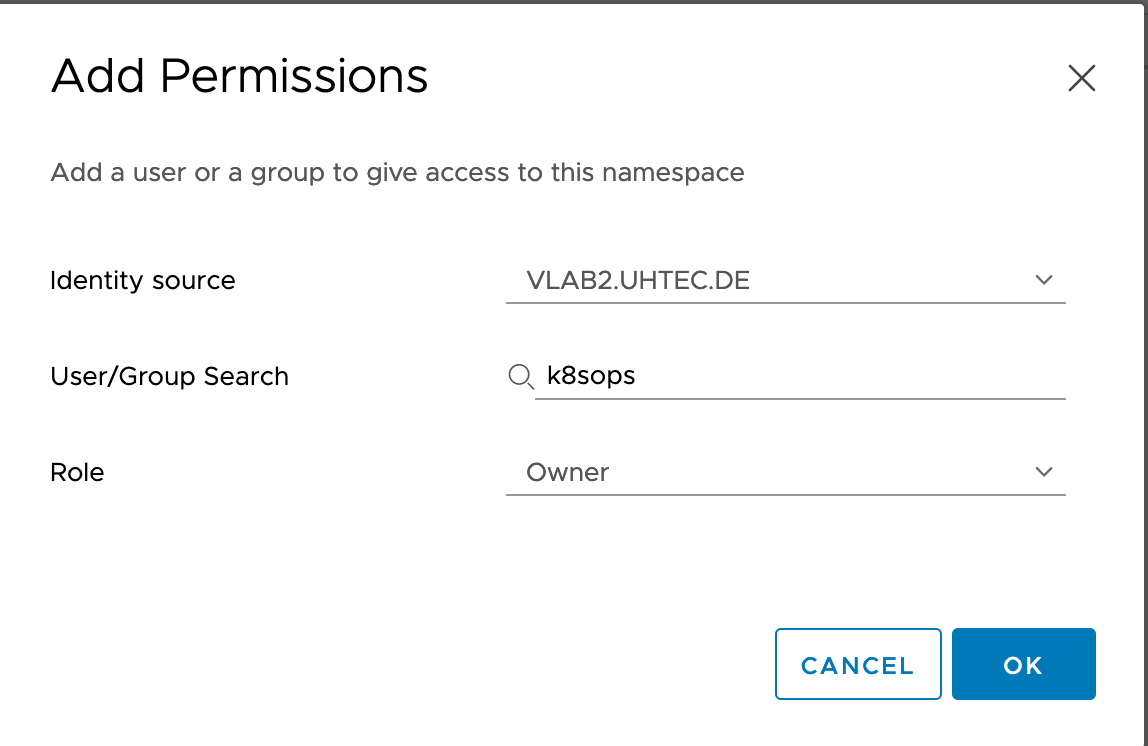 Add Permissions
Add a user or a group to give access to this namespace
Identity source VLAB2.UHTEC.DE
User/Group Search k8sops
Role Owner
CANCEL OK